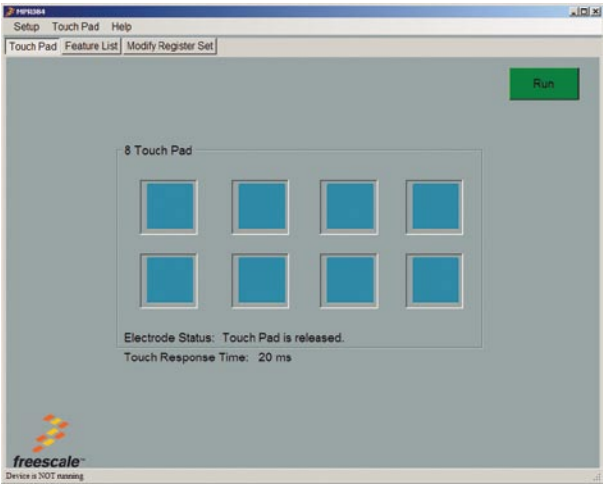 MPR084
Setup Touch Pad Help
Touch Pad Feature List Modify Register Set
Run
8 Touch Pad
Electrode Status: Touch Pad is released.
Touch Response Time: 20 ms
freescale™
Device is NOT running